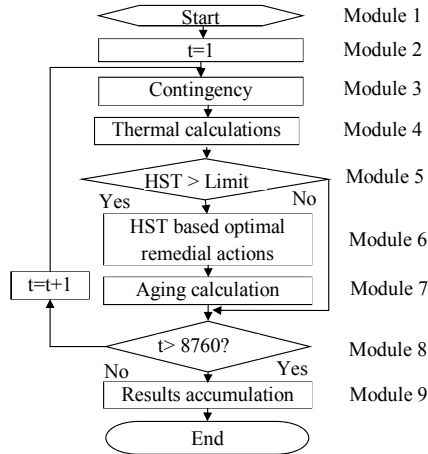 Start
Module 1
t=1
Module 2
Contingency
Module 3
Thermal calculations
Module 4
HST > Limit
Module 5
Yes
No
HST based optimal
remedial actions
Module 6
t=t+1
Aging calculation
Module 7
t> 8760?
Module 8
No
Yes
Results accumulation
Module 9
End